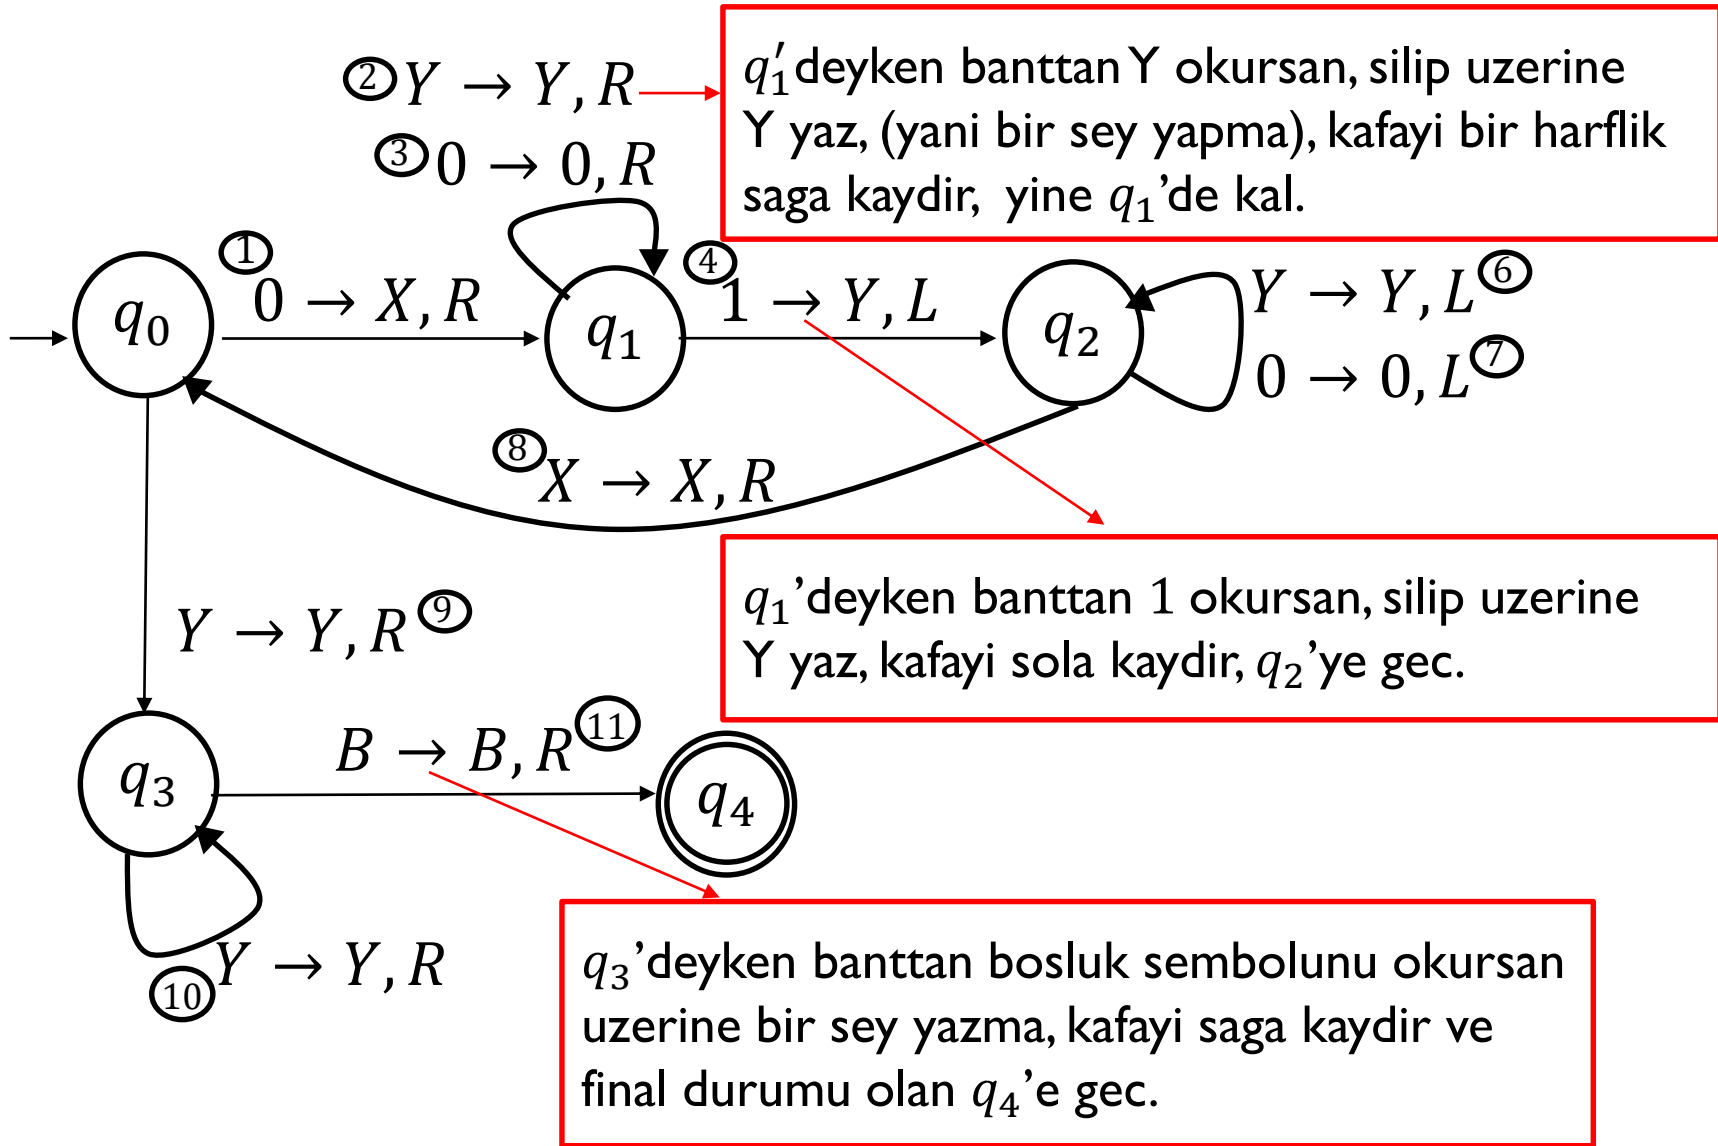 ② Y → Y, R
③ 0 → 0, R
q₁′deyken banttan Y okursan, silip uzerine
Y yaz, (yani bir sey yapma), kafayi bir harflik
saga kaydir, yine q₁'de kal.
q₀
① 0 → X, R
q₁
④ 1 → Y, L
q₂
Y → Y, L ⑥
0 → 0, L ⑦
⑧ X → X, R
q₁'deyken banttan 1 okursan, silip uzerine
Y yaz, kafayi sola kaydir, q₂'ye gec.
Y → Y, R ⑨
q₃
B → B, R ⑪
q₄
⑩ Y → Y, R
q₃'deyken banttan bosluk sembolunu okursan
uzerine bir sey yazma, kafayi saga kaydir ve
final durumu olan q₄'e gec.